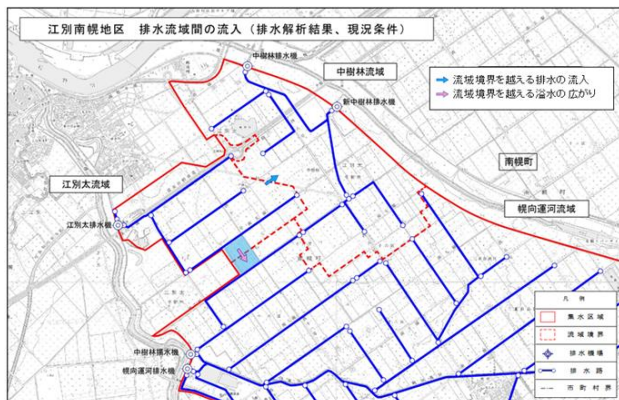 江別南幌地区 排水流域間の流入（排水解析結果、現況条件）
中樹林排水機
中樹林流域
流域境界を越える排水の流入
流域境界を越える溢水の広がり
新中樹林排水機
南幌町
江別太流域
幌向運河流域
江別太排水機
凡例
集水区域
流域境界
排水機場
排水路
市町村界
中樹林排水機
幌向運河排水機